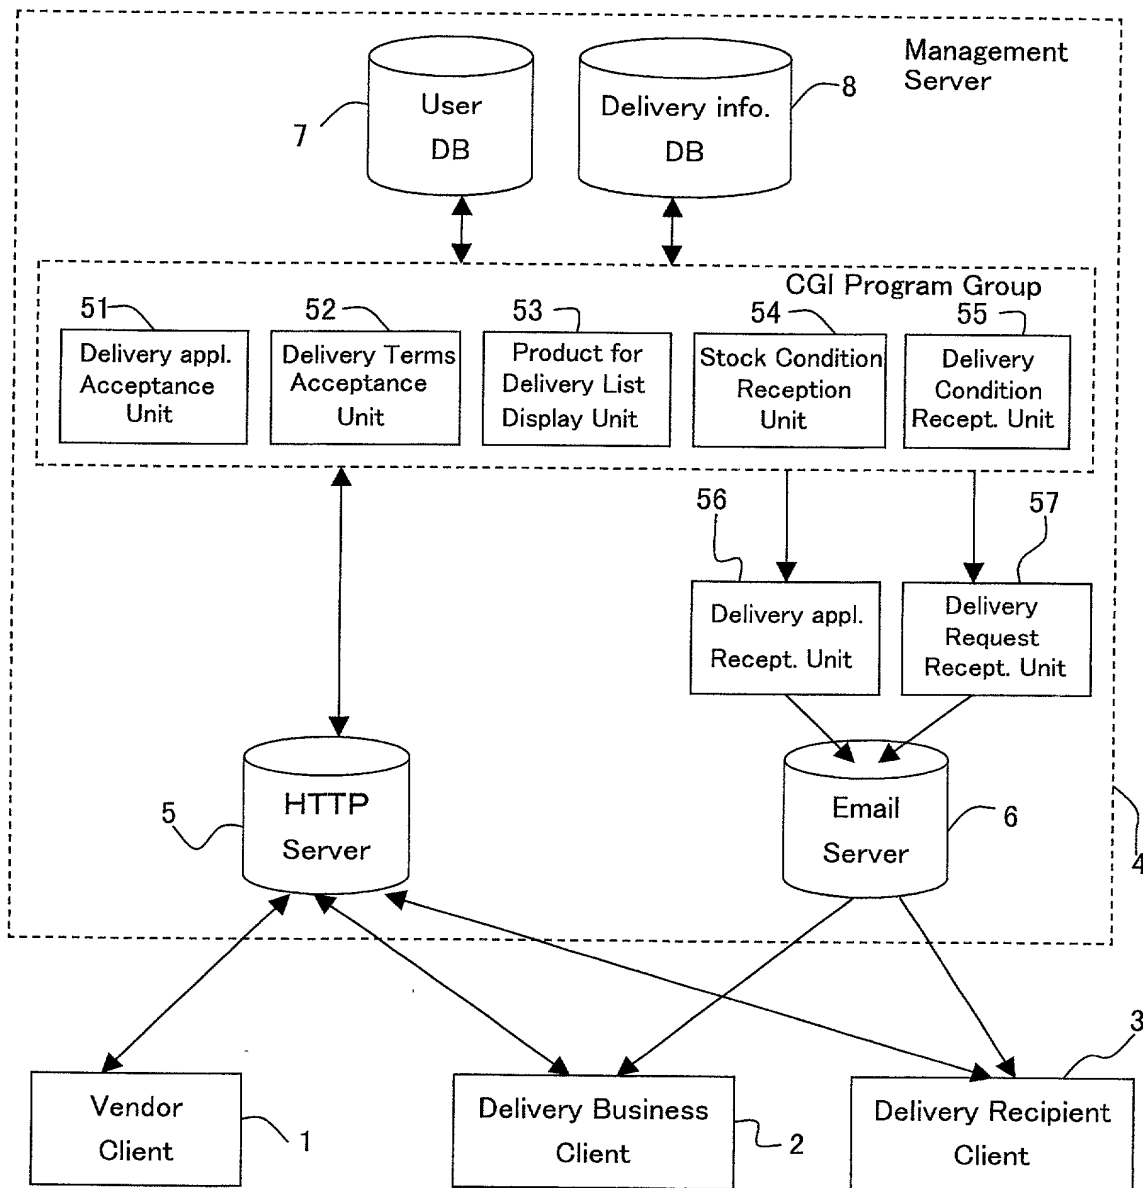 Management
Server
User
DB
7
Delivery info.
DB
8
CGI Program Group
51
52
53
54
55
Delivery appl.
Acceptance
Unit
Delivery Terms
Acceptance
Unit
Product for
Delivery List
Display Unit
Stock Condition
Reception
Unit
Delivery
Condition
Recept. Unit
56
57
Delivery appl.
Recept. Unit
Delivery
Request
Recept. Unit
HTTP
Server
5
Email
Server
6
4
Vendor
Client
1
Delivery Business
Client
2
3
Delivery Recipient
Client